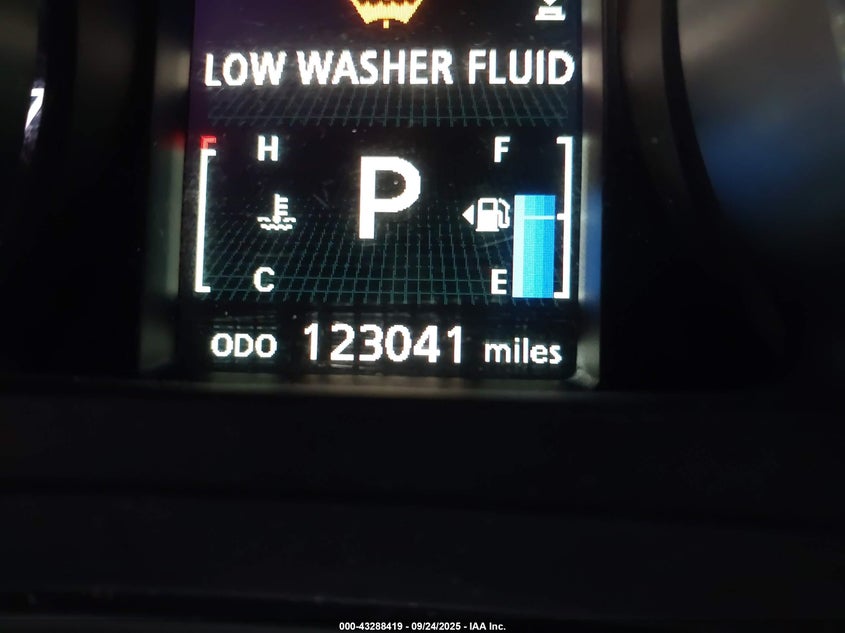 LOW WASHER FLUID
H F
P
C E
ODO 123041 miles
000-43288419 - 09/24/2025 - IAA Inc.